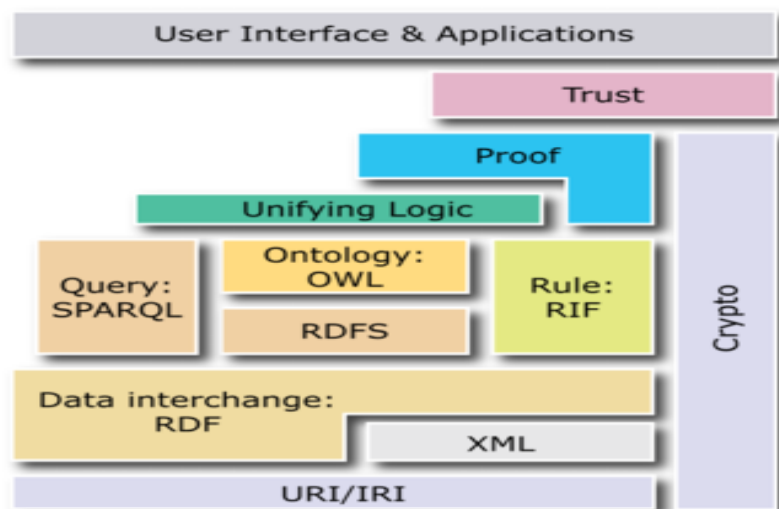 User Interface & Applications
Trust
Proof
Unifying Logic
Query:
SPARQL
Ontology:
OWL
RDFS
Rule:
RIF
Crypto
Data interchange:
RDF
XML
URI/IRI